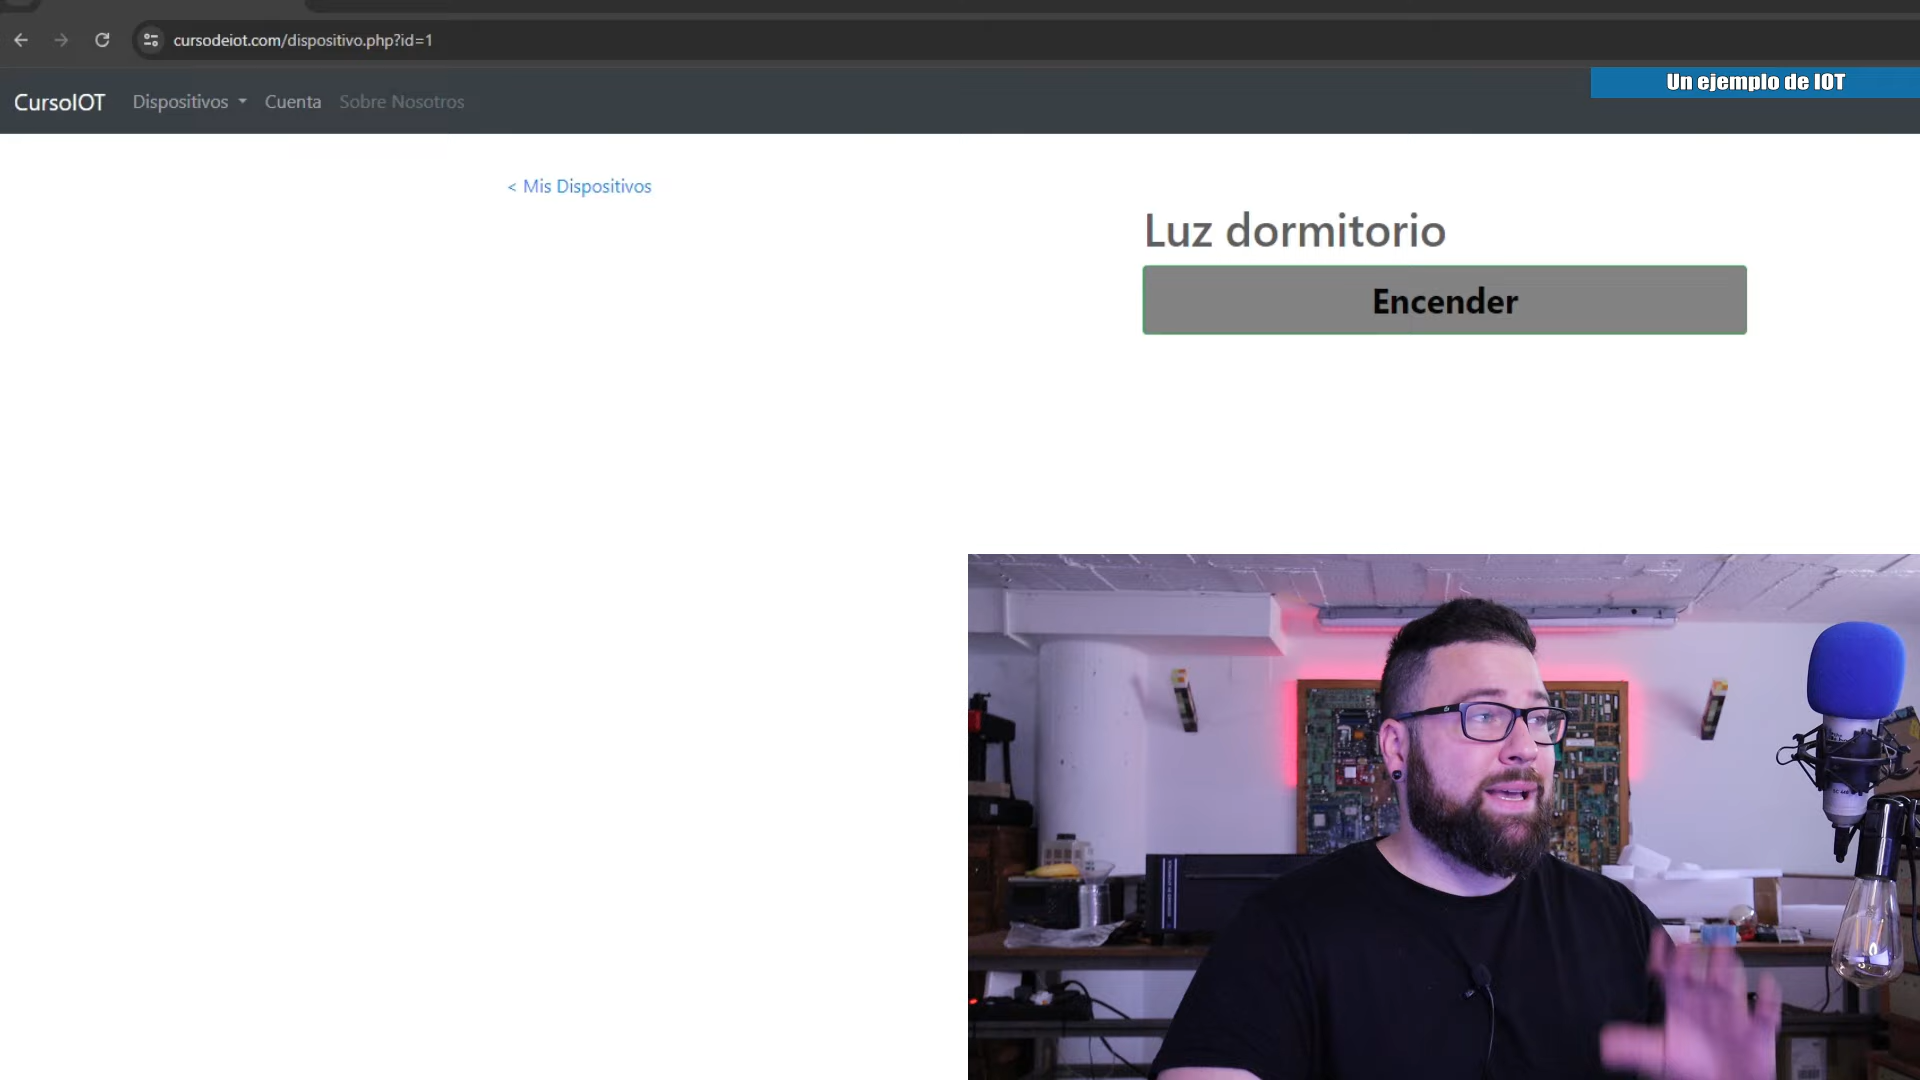 cursodeiot.com/dispositivo.php?id=1
Un ejemplo de IOT
CursoIOT Dispositivos Cuenta Sobre Nosotros
< Mis Dispositivos
Luz dormitorio
Encender